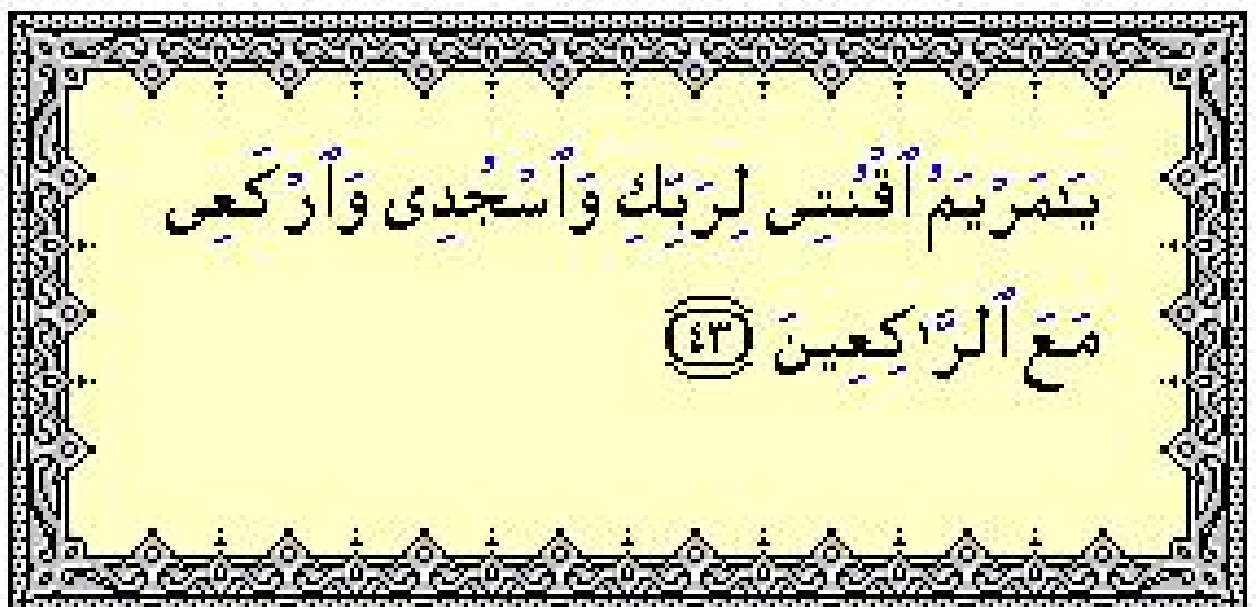 يَـٰمَرْيَمُ ٱقْنُتِى لِرَبِّكِ وَٱسْجُدِى وَٱرْكَعِى
مَعَ ٱلرَّٰكِعِينَ ٤٣